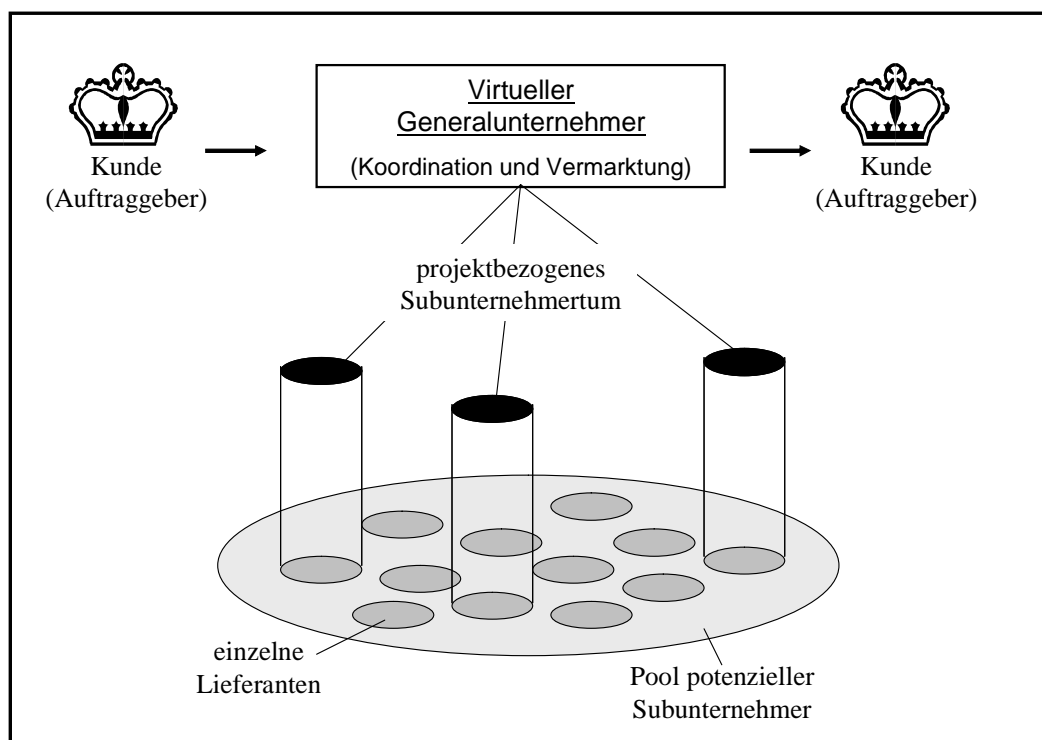 Kunde
(Auftraggeber)
Virtueller
Generalunternehmer
(Koordination und Vermarktung)
Kunde
(Auftraggeber)
projektbezogenes
Subunternehmertum
einzelne
Lieferanten
Pool potenzieller
Subunternehmer